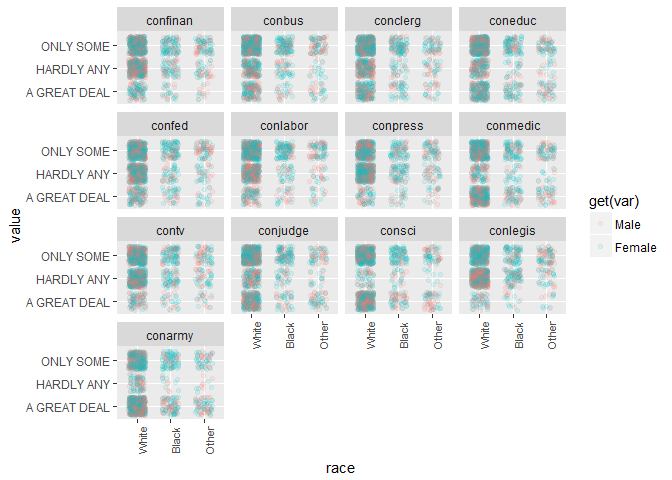 confinan
conbus
conclerg
coneduc
ONLY SOME
HARDLY ANY
A GREAT DEAL
confed
conlabor
conpress
conmedic
ONLY SOME
HARDLY ANY
A GREAT DEAL
contv
conjudge
consci
conlegis
ONLY SOME
HARDLY ANY
A GREAT DEAL
White
Black
Other
White
Black
Other
White
Black
Other
conarmy
ONLY SOME
HARDLY ANY
A GREAT DEAL
White
Black
Other
value
race
get(var)
Male
Female